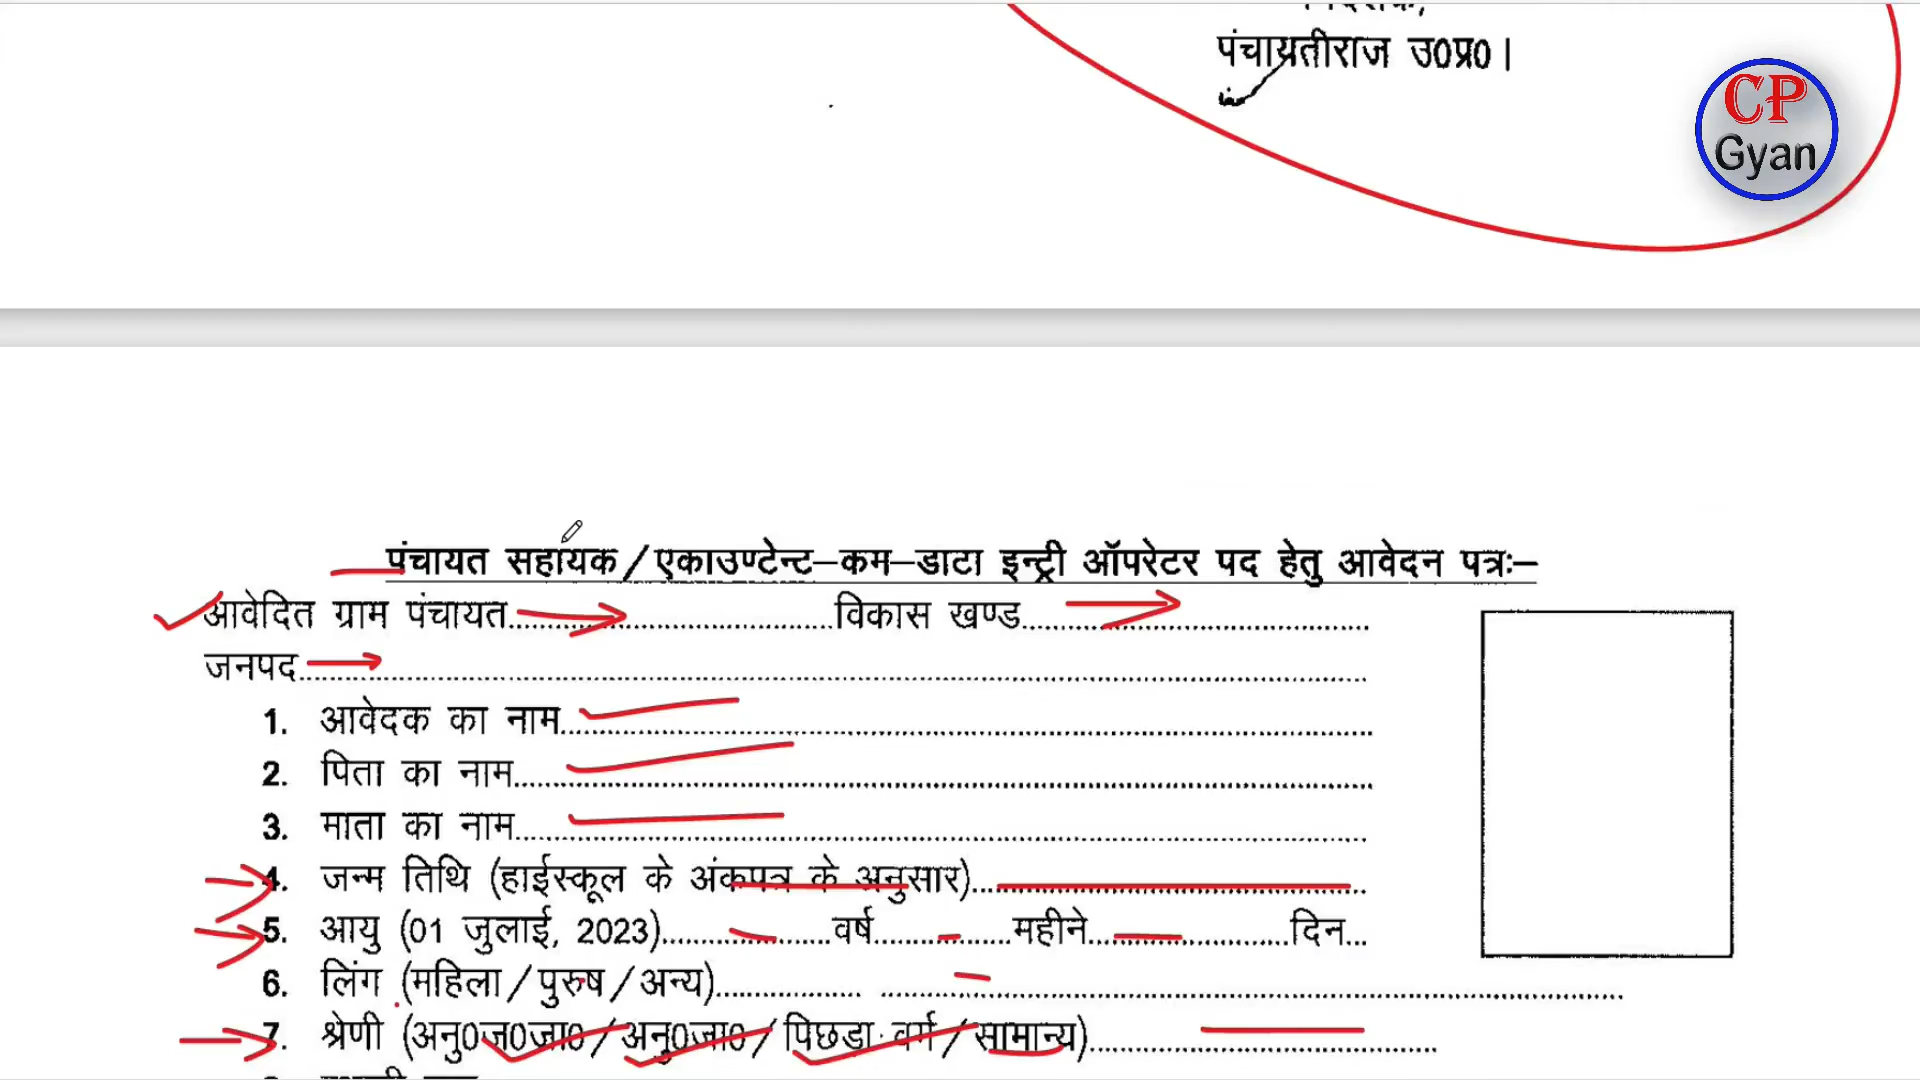 पंचायतीराज उ0प्र0।
CP
Gyan
पंचायत सहायक/एकाउण्टेन्ट–कम–डाटा इन्ट्री ऑपरेटर पद हेतु आवेदन पत्रः–
आवेदित ग्राम पंचायत..............................विकास खण्ड..............................
जनपद............................................................
1. आवेदक का नाम............................................................
2. पिता का नाम............................................................
3. माता का नाम............................................................
4. जन्म तिथि (हाईस्कूल के अंकपत्र के अनुसार)..............................
5. आयु (01 जुलाई, 2023)....................वर्ष...............महीने....................दिन...
6. लिंग (महिला/पुरुष/अन्य)............... ............................................................
7. श्रेणी (अनु0ज0जा0/अनु0जा0/पिछडा वर्ग/सामान्य)..............................